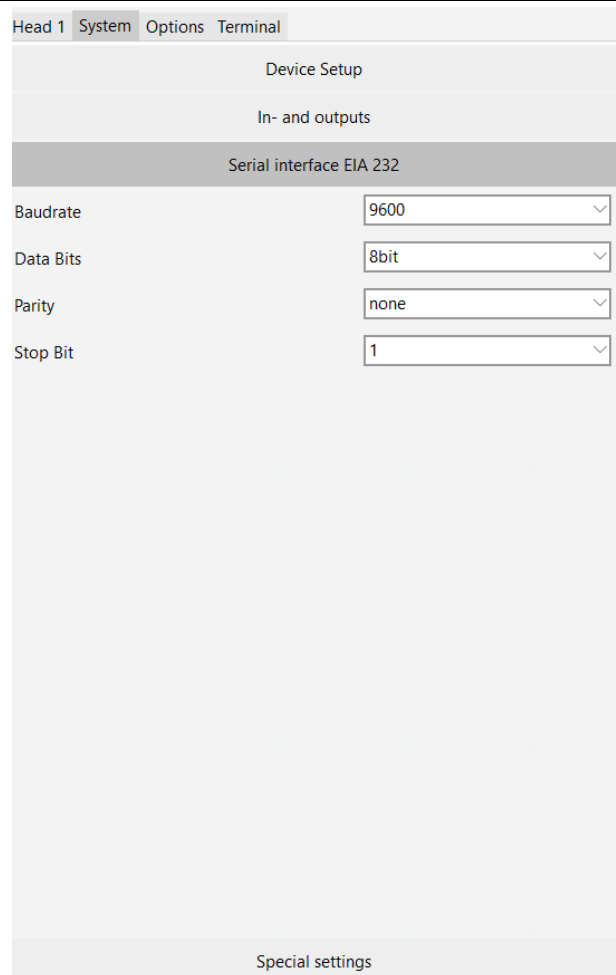 Head 1 System Options Terminal
Device Setup
In- and outputs
Serial interface EIA 232
Baudrate 9600
Data Bits 8bit
Parity none
Stop Bit 1
Special settings